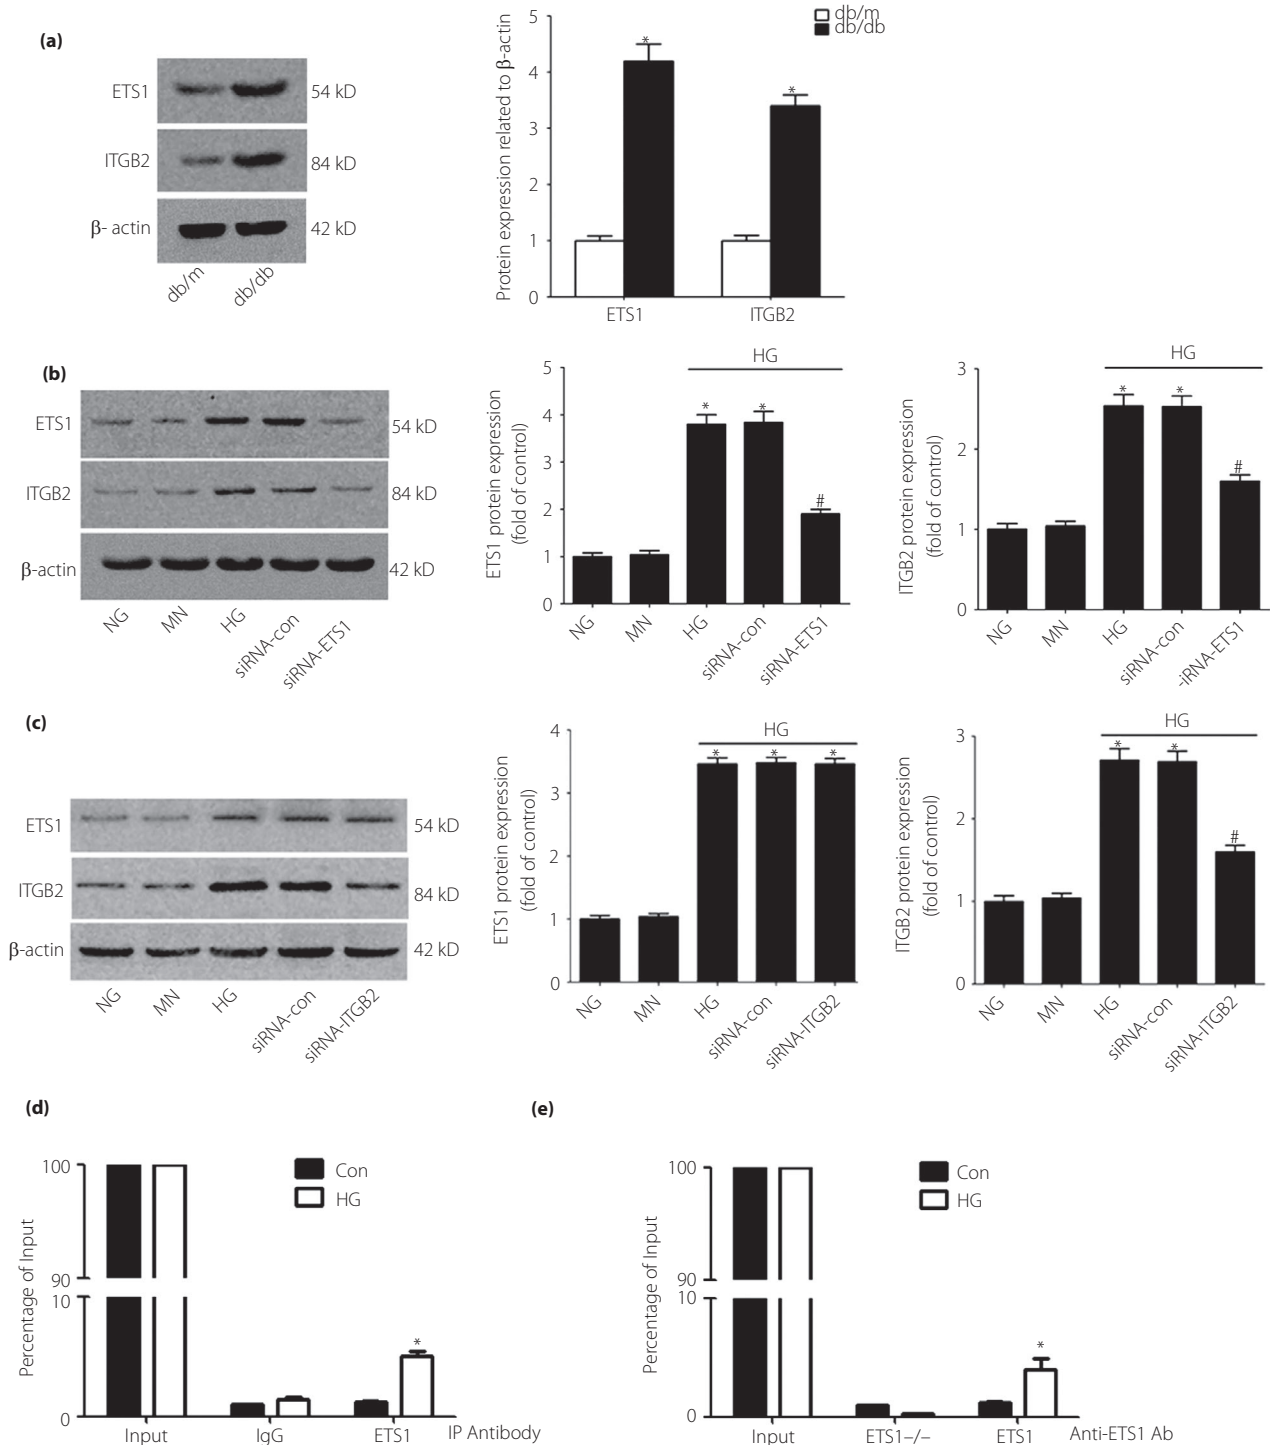 (a)
ETS1
54 kD
ITGB2
84 kD
β- actin
42 kD
db/m
db/db
Protein expression related to β-actin
5
4
3
2
1
0
*
*
db/m
db/db
ETS1
ITGB2
(b)
ETS1
54 kD
ITGB2
84 kD
β-actin
42 kD
NG
MN
HG
siRNA-con
siRNA-ETS1
ETS1 protein expression
(fold of control)
5
4
3
2
1
0
HG
*
*
#
NG
MN
HG
siRNA-con
siRNA-ETS1
ITGB2 protein expression
(fold of control)
3
2
1
0
HG
*
*
#
NG
MN
HG
siRNA-con
-iRNA-ETS1
(c)
ETS1
54 kD
ITGB2
84 kD
β-actin
42 kD
NG
MN
HG
siRNA-con
siRNA-ITGB2
ETS1 protein expression
(fold of control)
4
3
2
1
0
HG
*
*
*
NG
MN
HG
siRNA-con
siRNA-ITGB2
ITGB2 protein expression
(fold of control)
3
2
1
0
HG
*
*
#
NG
MN
HG
siRNA-con
siRNA-ITGB2
(d)
Percentage of Input
100
90
10
0
Con
HG
*
Input
IgG
ETS1
IP Antibody
(e)
Percentage of Input
100
90
10
0
Con
HG
*
Input
ETS1–/–
ETS1
Anti-ETS1 Ab